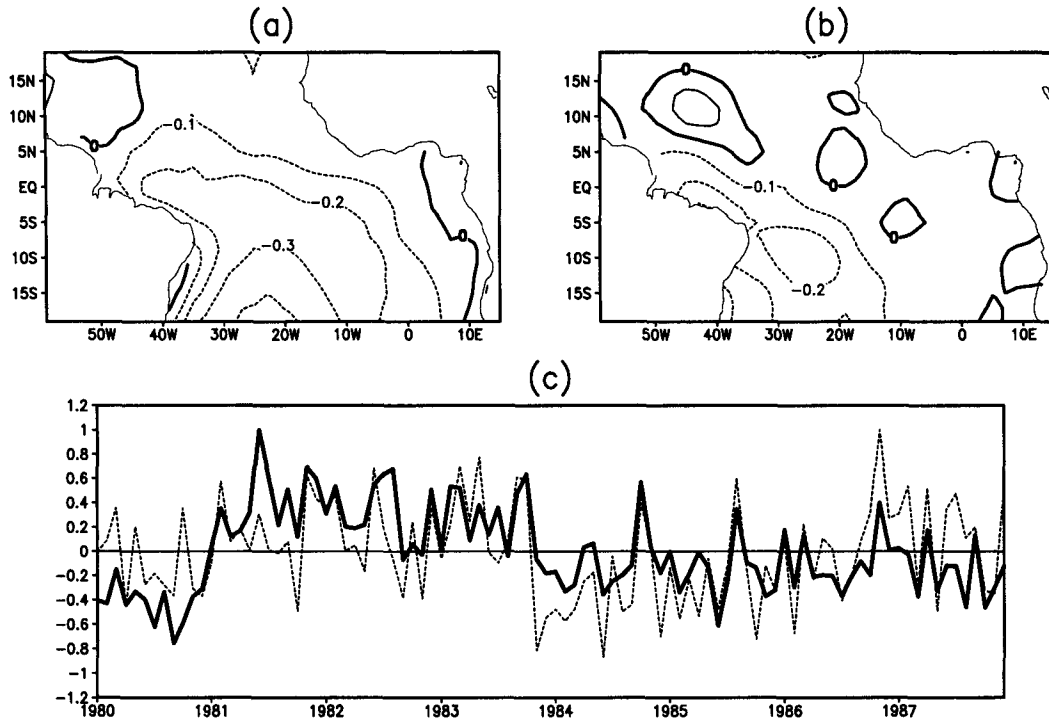 (a)
(b)
15N
10N
5N
EQ
5S
10S
15S
50W
40W
30W
20W
10W
0
10E
0
-0.1
-0.2
-0.3
0
15N
10N
5N
EQ
5S
10S
15S
50W
40W
30W
20W
10W
0
10E
0
0
-0.1
0
-0.2
(c)
1.2
1
0.8
0.6
0.4
0.2
0
-0.2
-0.4
-0.6
-0.8
-1
-1.2
1980
1981
1982
1983
1984
1985
1986
1987